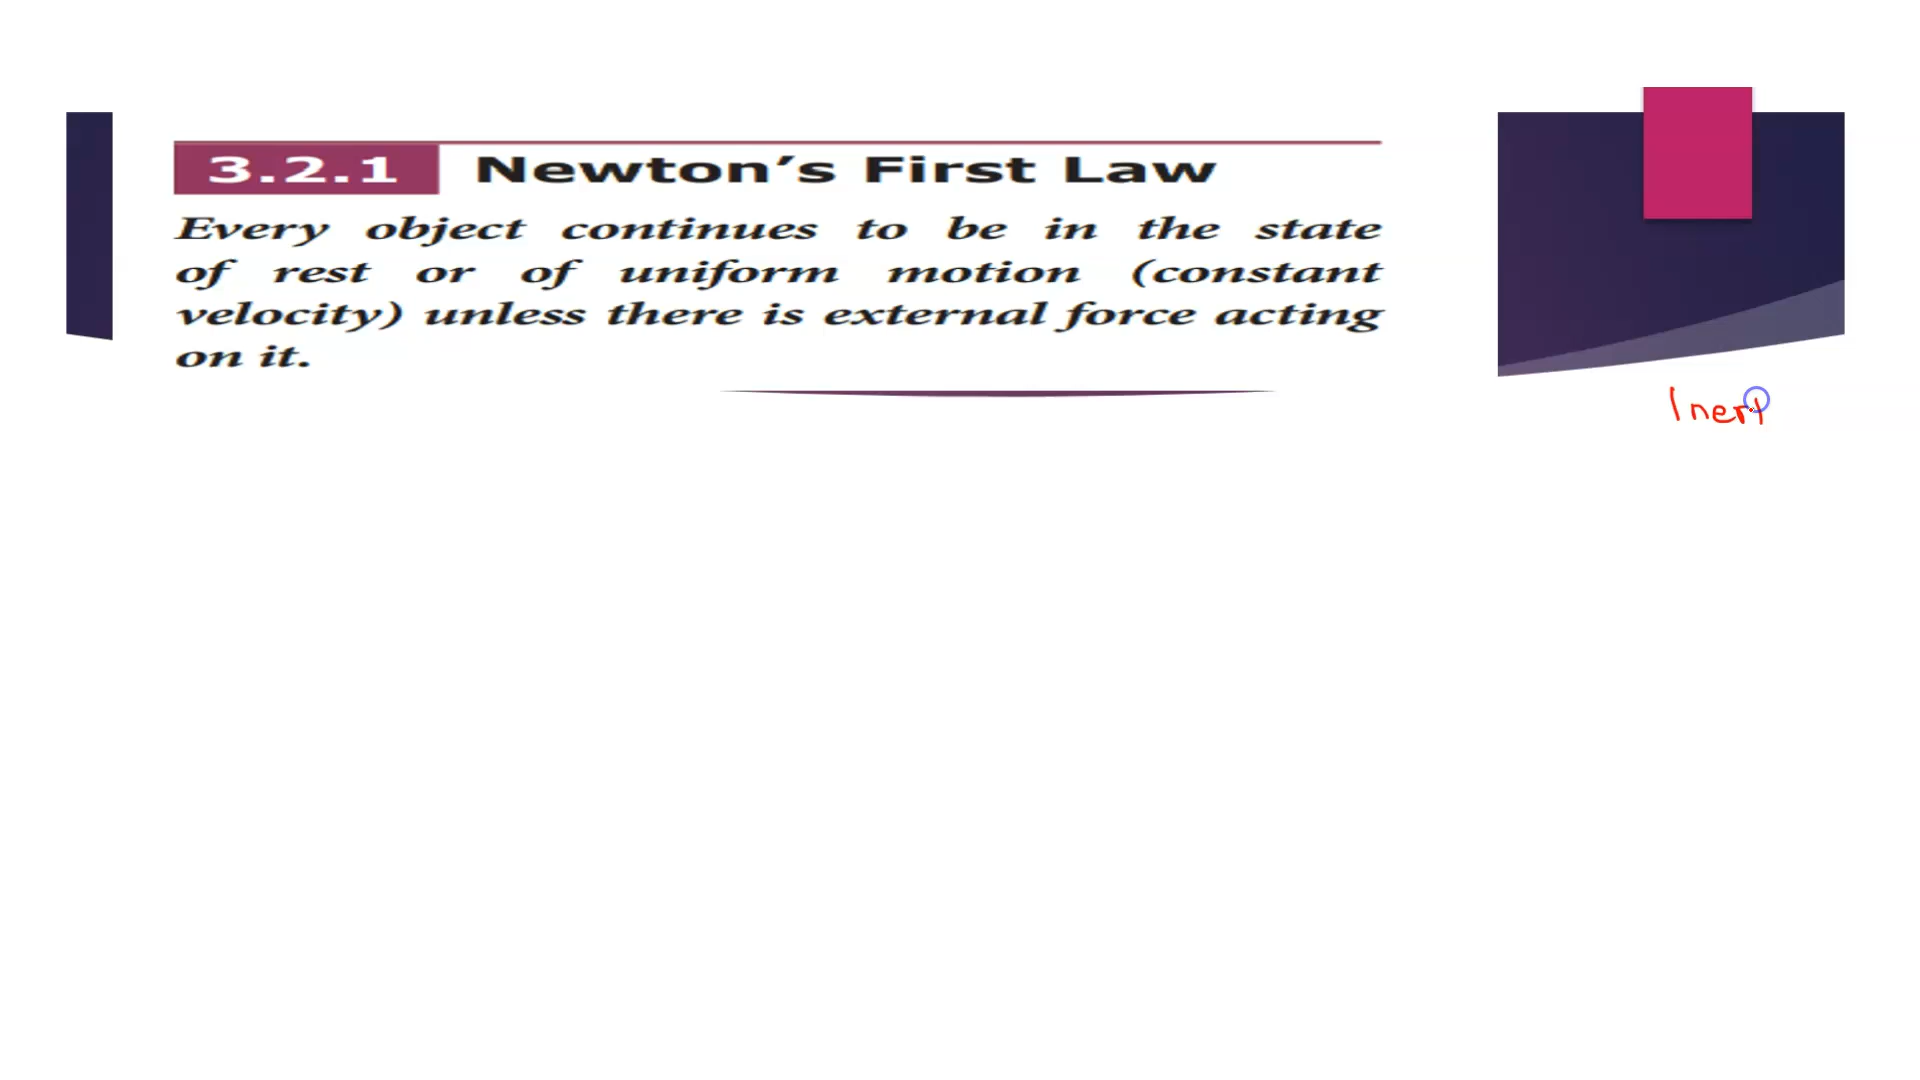 3.2.1 Newton's First Law
Every object continues to be in the state
of rest or of uniform motion (constant
velocity) unless there is external force acting
on it.
Inert